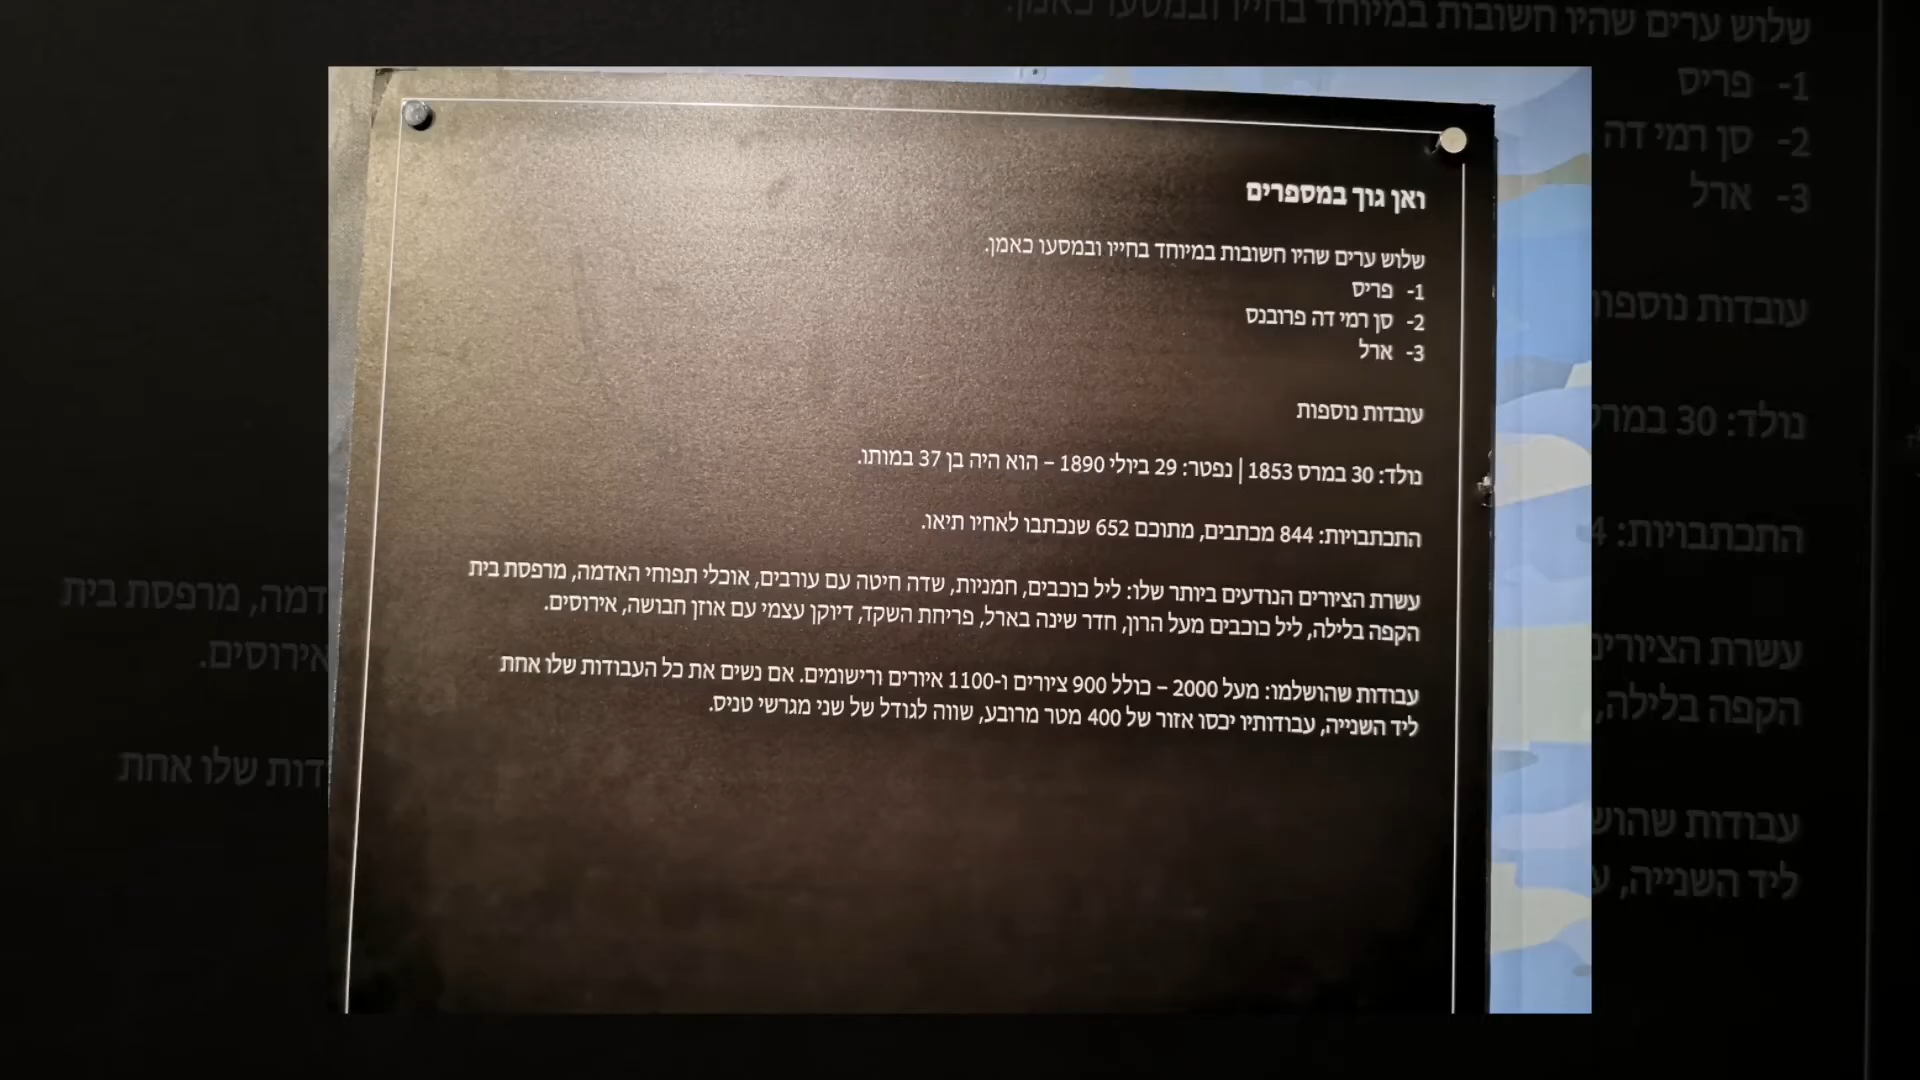 ואן גוך במספרים
שלוש ערים שהיו חשובות במיוחד בחייו ובמסעו כאמן.
1- פריס
2- סן רמי דה פרובנס
3- ארל
עובדות נוספות
נולד: 30 במרס 1853 | נפטר: 29 ביולי 1890 – הוא היה בן 37 במותו.
התכתבויות: 844 מכתבים, מתוכם 652 שנכתבו לאחיו תיאו.
עשרת הציורים הנודעים ביותר שלו: ליל כוכבים, חמניות, שדה חיטה עם עורבים, אוכלי תפוחי האדמה, מרפסת בית
הקפה בלילה, ליל כוכבים מעל הרון, חדר שינה בארל, פריחת השקד, דיוקן עצמי עם אוזן חבושה, אירוסים.
עבודות שהושלמו: מעל 2000 – כולל 900 ציורים ו-1100 איורים ורישומים. אם נשים את כל העבודות שלו אחת
ליד השנייה, עבודותיו יכסו אזור של 400 מטר מרובע, שווה לגודל של שני מגרשי טניס.